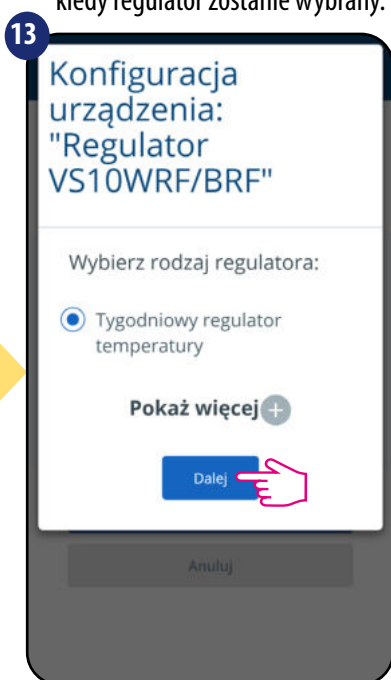 kiedy regulator zostanie wybrany.
13
Konfiguracja
urządzenia:
"Regulator
VS10WRF/BRF"
Wybierz rodzaj regulatora:
Tygodniowy regulator
temperatury
Pokaż więcej +
Dalej
Anuluj